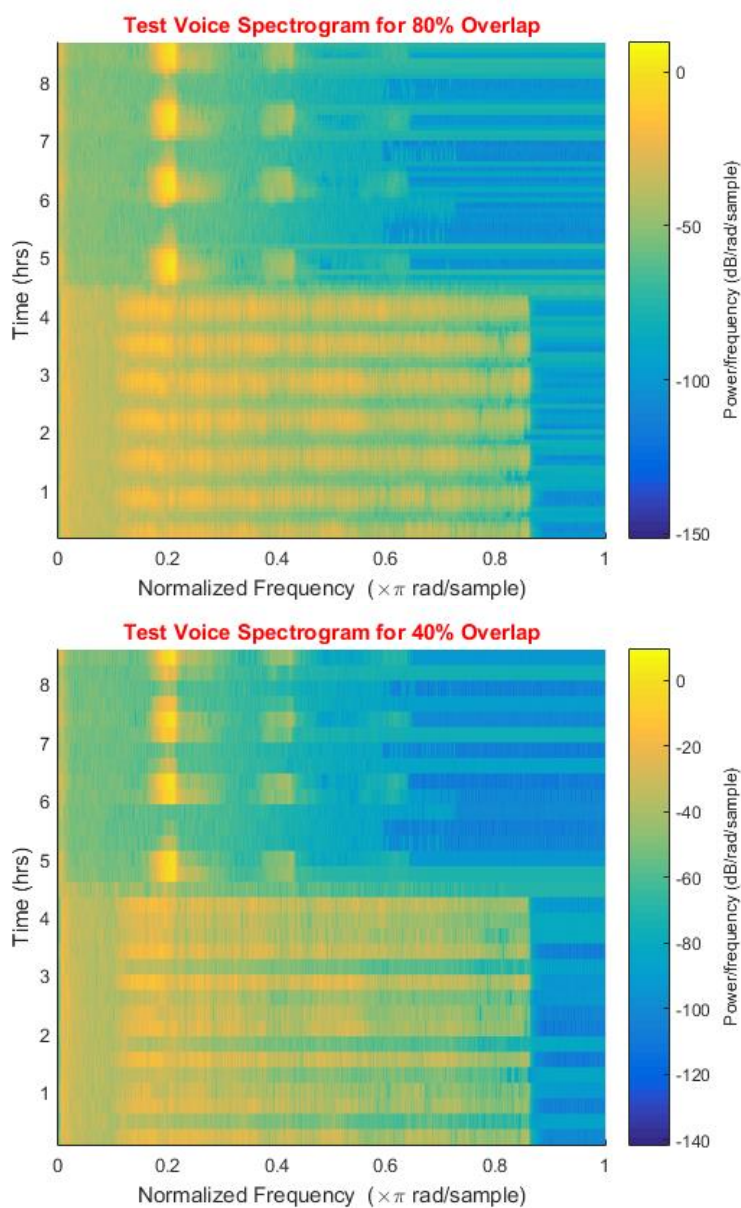 Test Voice Spectrogram for 80% Overlap
8
7
6
5
4
3
2
1
Time (hrs)
0 0.2 0.4 0.6 0.8 1
Normalized Frequency (×π rad/sample)
0
-50
-100
-150
Power/frequency (dB/rad/sample)
Test Voice Spectrogram for 40% Overlap
8
7
6
5
4
3
2
1
Time (hrs)
0 0.2 0.4 0.6 0.8 1
Normalized Frequency (×π rad/sample)
0
-20
-40
-60
-80
-100
-120
-140
Power/frequency (dB/rad/sample)